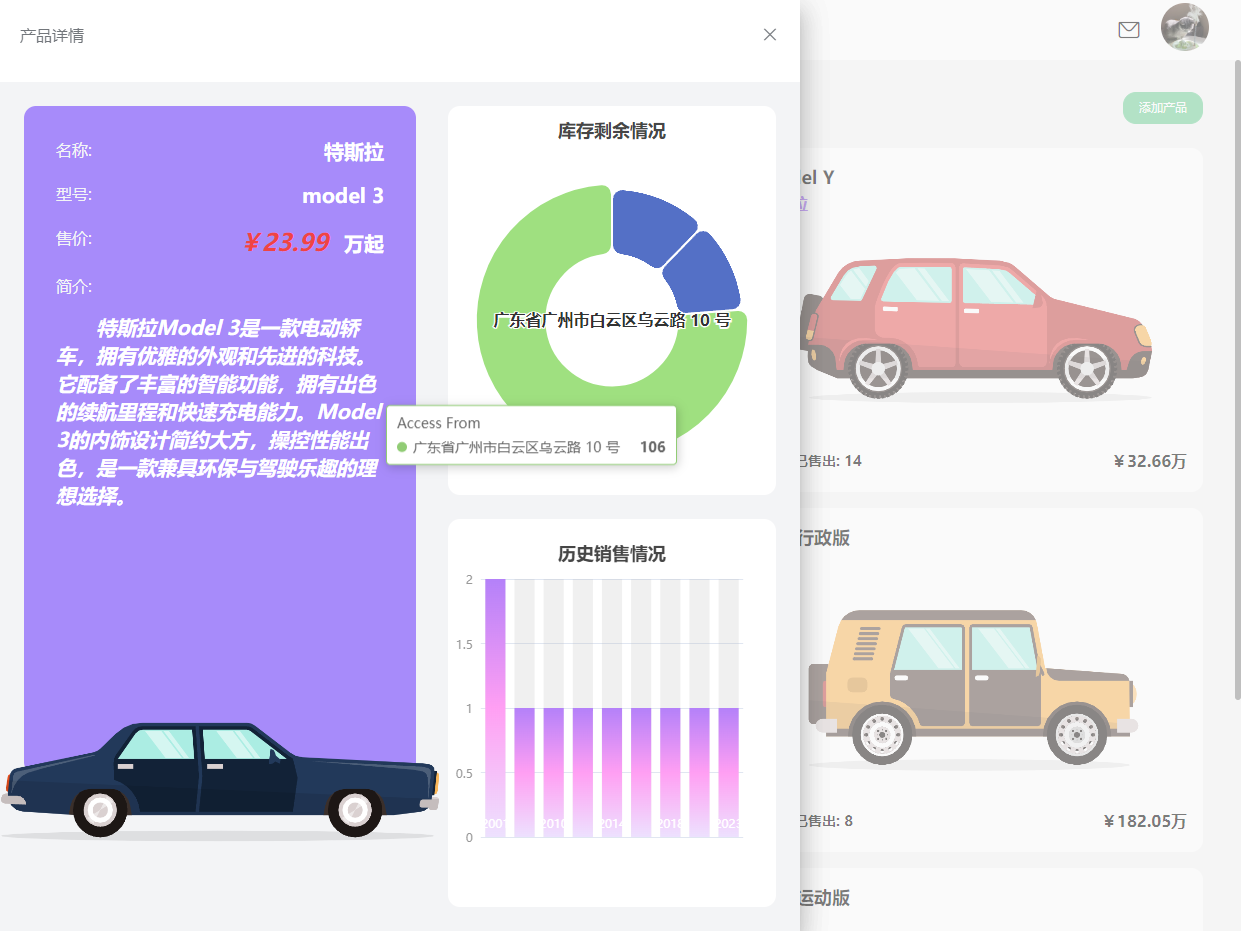 产品详情
添加产品
名称:
特斯拉
型号:
model 3
售价:
￥23.99 万起
简介:
特斯拉Model 3是一款电动轿
车，拥有优雅的外观和先进的科技。
它配备了丰富的智能功能，拥有出色
的续航里程和快速充电能力。Model
3的内饰设计简约大方，操控性能出
色，是一款兼具环保与驾驶乐趣的理
想选择。
库存剩余情况
广东省广州市白云区乌云路 10 号
Access From
广东省广州市白云区乌云路 10 号 106
历史销售情况
2
1.5
1
0.5
0
2001 2010 2014 2018 2023
el Y
位
已售出: 14
￥32.66万
行政版
已售出: 8
￥182.05万
运动版